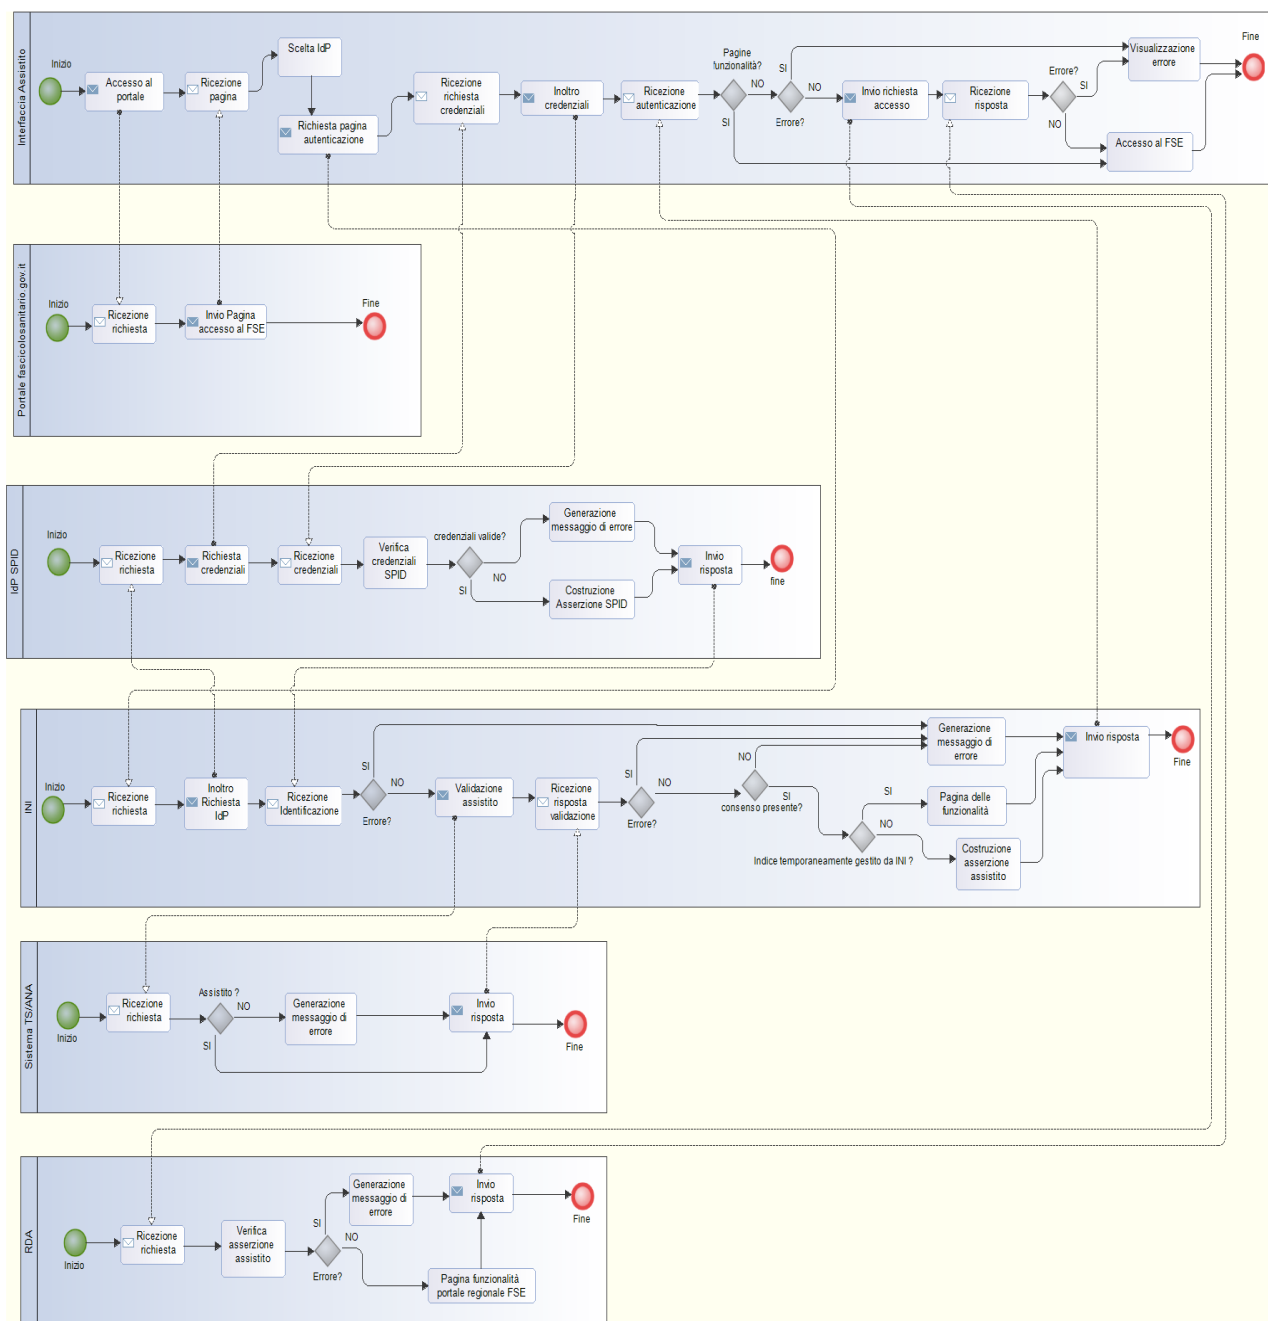 Interfaccia Assistito
Inizio
Accesso al
portale
Ricezione
pagina
Scelta IdP
Richiesta pagina
autenticazione
Ricezione
richiesta
credenziali
Inoltro
credenziali
Ricezione
autenticazione
Pagine
funzionalità?
NO
SI
SI
Errore?
NO
Invio richiesta
accesso
Ricezione
risposta
Errore?
SI
NO
Visualizzazione
errore
Accesso al FSE
Fine
Portale fascicolosanitario.gov.it
Inizio
Ricezione
richiesta
Invio Pagina
accesso al FSE
Fine
IdP SPID
Inizio
Ricezione
richiesta
Richiesta
credenziali
Ricezione
credenziali
Verifica
credenziali
SPID
credenziali valide?
NO
SI
Generazione
messaggio di errore
Costruzione
Asserzione SPID
Invio
risposta
fine
INI
Inizio
Ricezione
richiesta
Inoltro
Richiesta
IdP
Ricezione
Identificazione
SI
NO
Errore?
Validazione
assistito
Ricezione
risposta
validazione
SI
NO
Errore?
NO
consenso presente?
SI
SI
NO
Indice temporaneamente gestito da INI ?
Generazione
messaggio di
errore
Pagina delle
funzionalità
Costruzione
asserzione
assistito
Invio risposta
Fine
Sistema TS/ANA
Inizio
Ricezione
richiesta
Assistito ?
NO
SI
Generazione
messaggio di
errore
Invio
risposta
Fine
RDA
Inizio
Ricezione
richiesta
Verifica
asserzione
assistito
SI
NO
Errore?
Generazione
messaggio di
errore
Pagina funzionalità
portale regionale FSE
Invio
risposta
Fine